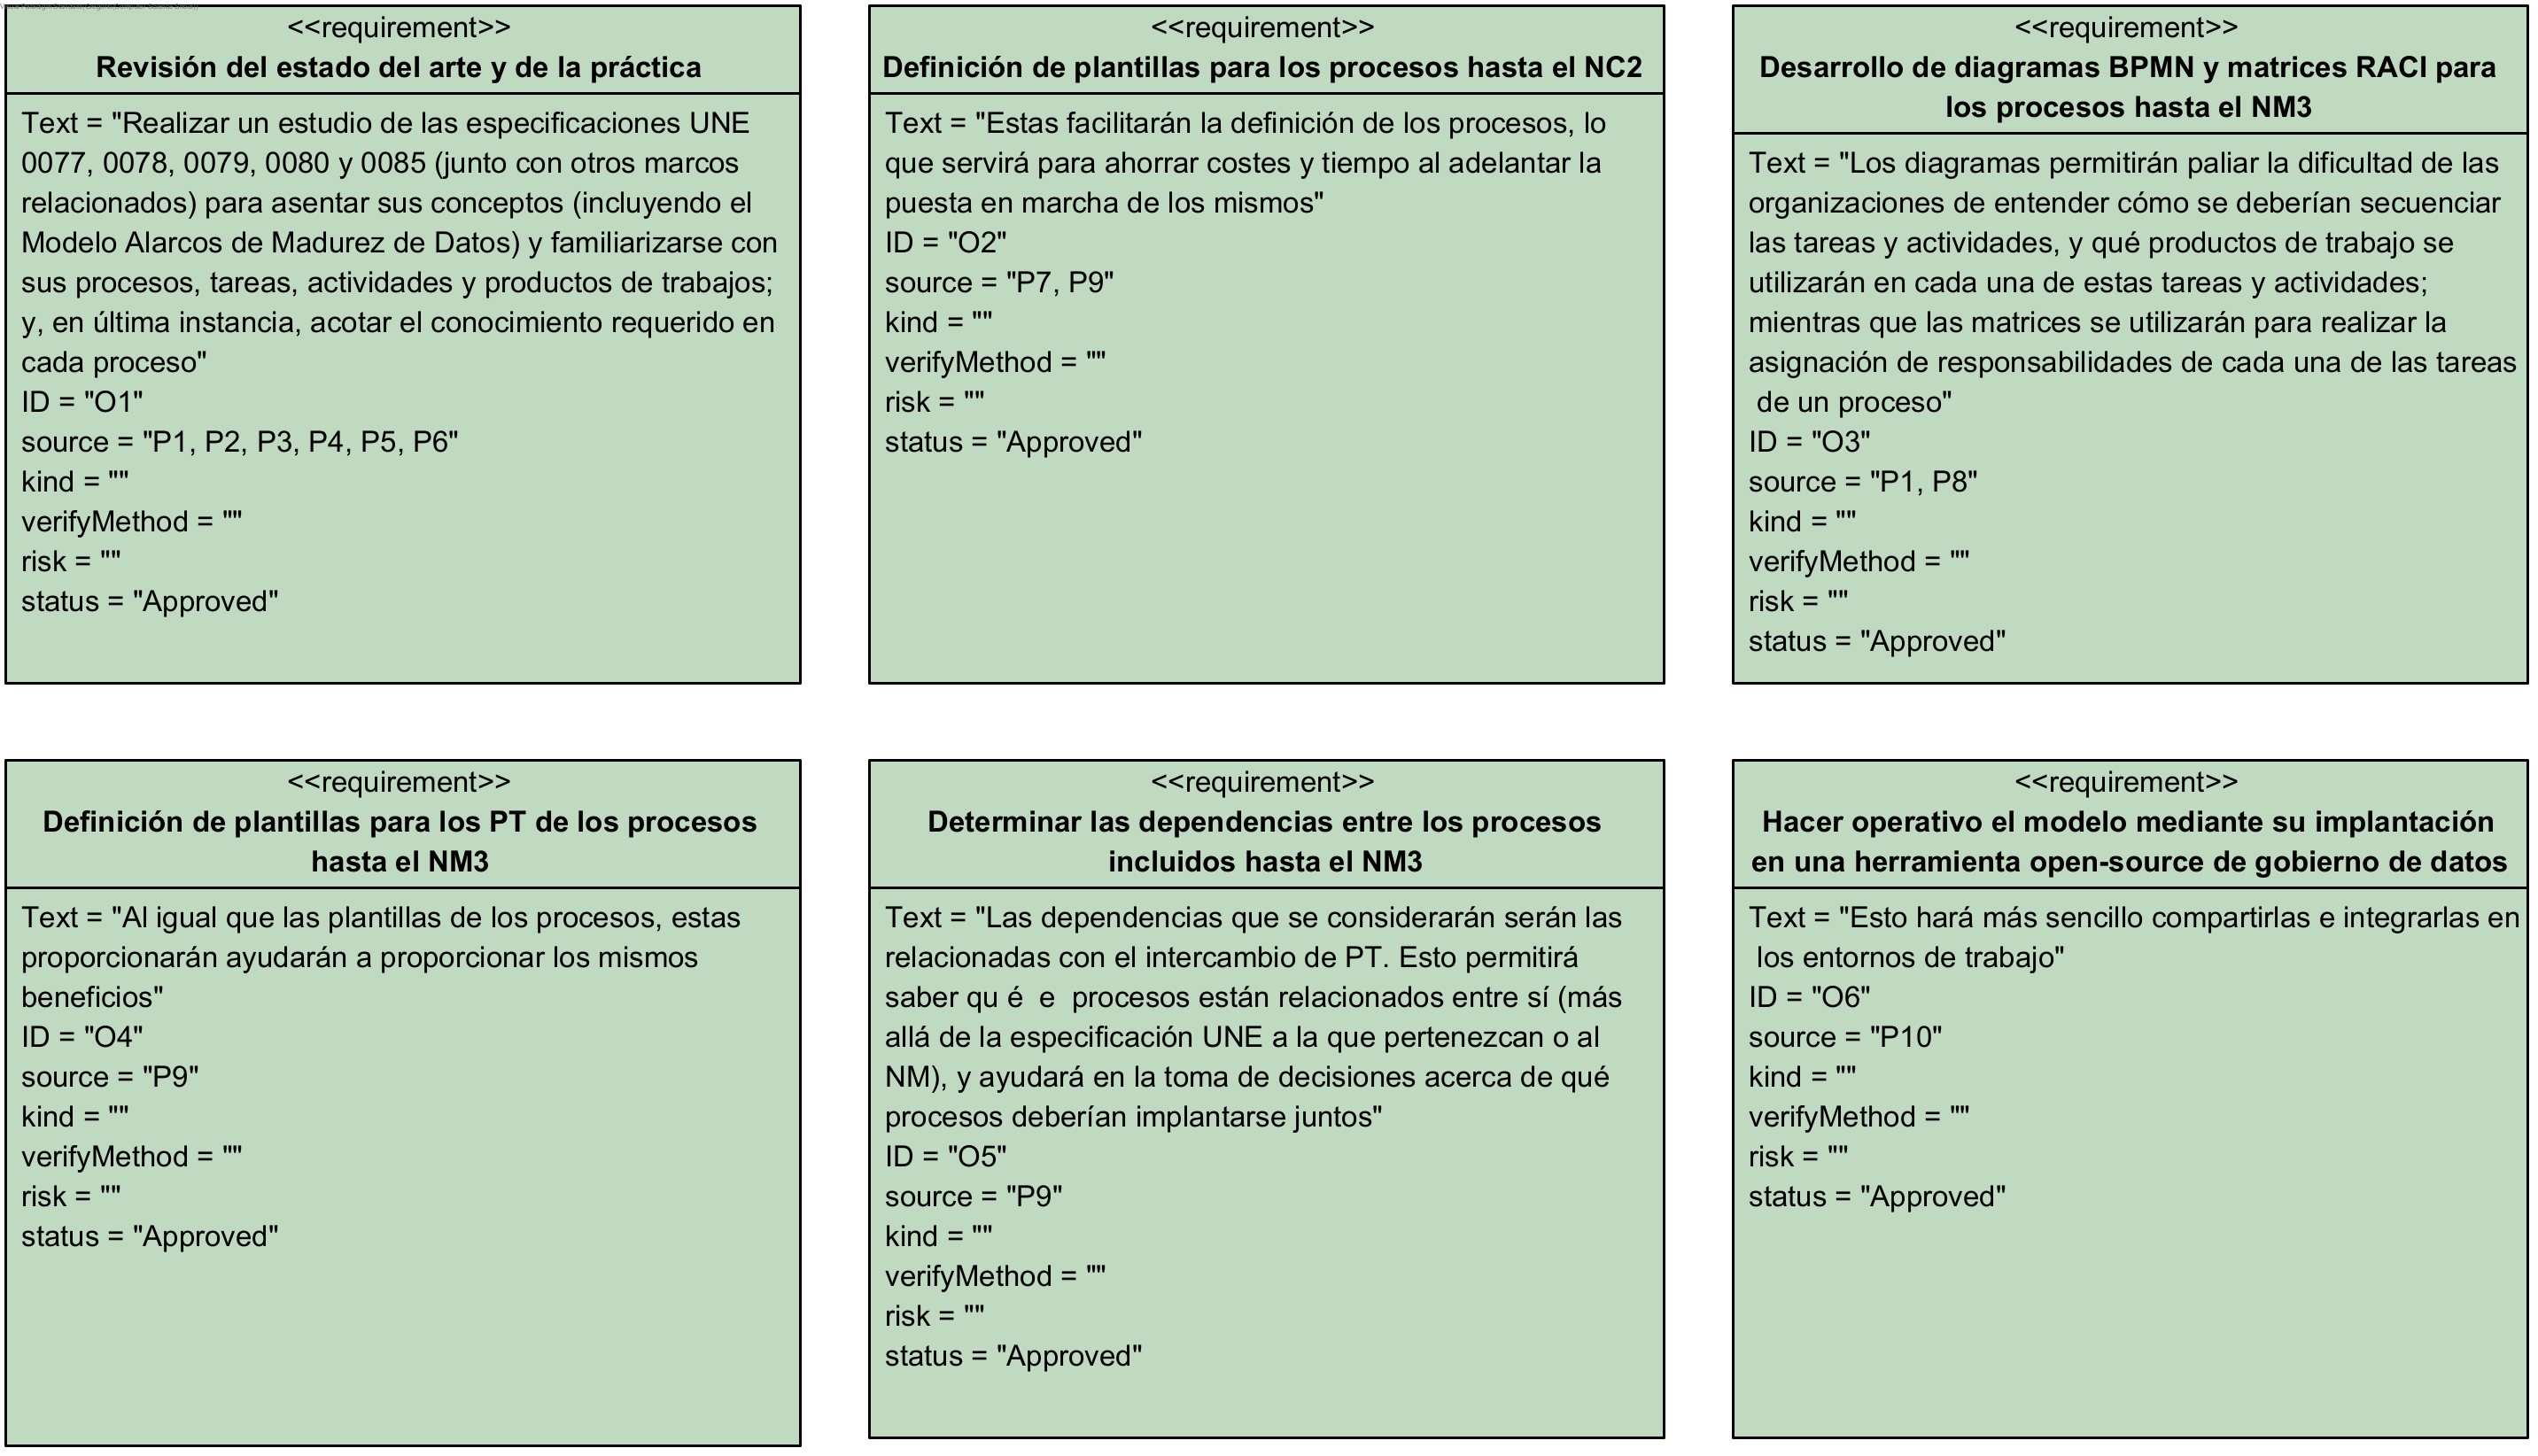 <<requirement>>
Revisión del estado del arte y de la práctica
Text = "Realizar un estudio de las especificaciones UNE
0077, 0078, 0079, 0080 y 0085 (junto con otros marcos
relacionados) para asentar sus conceptos (incluyendo el
Modelo Alarcos de Madurez de Datos) y familiarizarse con
sus procesos, tareas, actividades y productos de trabajos;
y, en última instancia, acotar el conocimiento requerido en
cada proceso"
ID = "O1"
source = "P1, P2, P3, P4, P5, P6"
kind = ""
verifyMethod = ""
risk = ""
status = "Approved"
<<requirement>>
Definición de plantillas para los procesos hasta el NC2
Text = "Estas facilitarán la definición de los procesos, lo
que servirá para ahorrar costes y tiempo al adelantar la
puesta en marcha de los mismos"
ID = "O2"
source = "P7, P9"
kind = ""
verifyMethod = ""
risk = ""
status = "Approved"
<<requirement>>
Desarrollo de diagramas BPMN y matrices RACI para
los procesos hasta el NM3
Text = "Los diagramas permitirán paliar la dificultad de las
organizaciones de entender cómo se deberían secuenciar
las tareas y actividades, y qué productos de trabajo se
utilizarán en cada una de estas tareas y actividades;
mientras que las matrices se utilizarán para realizar la
asignación de responsabilidades de cada una de las tareas
de un proceso"
ID = "O3"
source = "P1, P8"
kind = ""
verifyMethod = ""
risk = ""
status = "Approved"
<<requirement>>
Definición de plantillas para los PT de los procesos
hasta el NM3
Text = "Al igual que las plantillas de los procesos, estas
proporcionarán ayudarán a proporcionar los mismos
beneficios"
ID = "O4"
source = "P9"
kind = ""
verifyMethod = ""
risk = ""
status = "Approved"
<<requirement>>
Determinar las dependencias entre los procesos
incluidos hasta el NM3
Text = "Las dependencias que se considerarán serán las
relacionadas con el intercambio de PT. Esto permitirá
saber qu é  e  procesos están relacionados entre sí (más
allá de la especificación UNE a la que pertenezcan o al
NM), y ayudará en la toma de decisiones acerca de qué
procesos deberían implantarse juntos"
ID = "O5"
source = "P9"
kind = ""
verifyMethod = ""
risk = ""
status = "Approved"
<<requirement>>
Hacer operativo el modelo mediante su implantación
en una herramienta open-source de gobierno de datos
Text = "Esto hará más sencillo compartirlas e integrarlas en
los entornos de trabajo"
ID = "O6"
source = "P10"
kind = ""
verifyMethod = ""
risk = ""
status = "Approved"